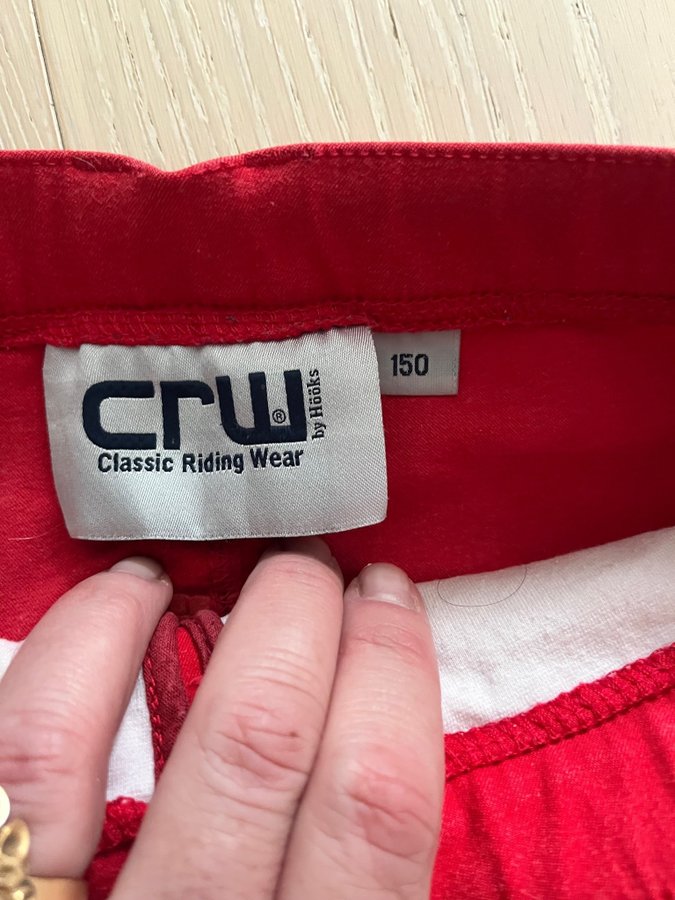 crw®
by Hööks
Classic Riding Wear
150